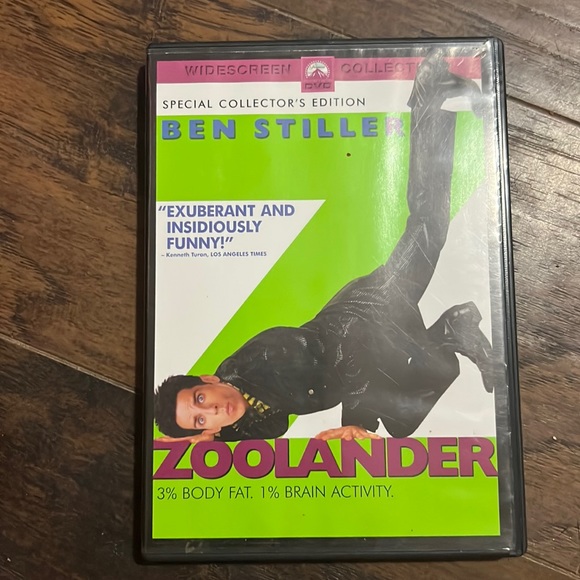 WIDESCREEN COLLECTION
DVD
SPECIAL COLLECTOR'S EDITION
BEN STILLER
"EXUBERANT AND
INSIDIOUSLY
FUNNY!"
– Kenneth Turan, LOS ANGELES TIMES
ZOOLANDER
3% BODY FAT. 1% BRAIN ACTIVITY.